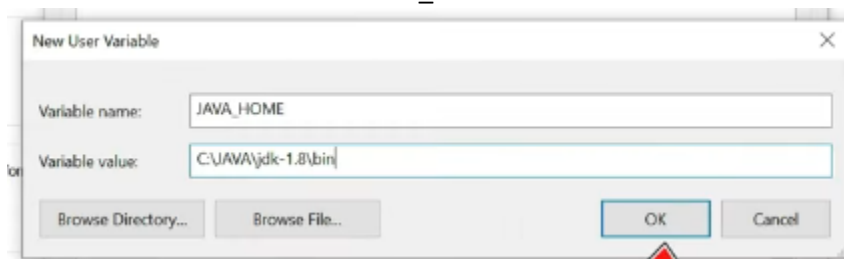 New User Variable
Variable name: JAVA_HOME
Variable value: C:\JAVA\jdk-1.8\bin
Browse Directory... Browse File... OK Cancel